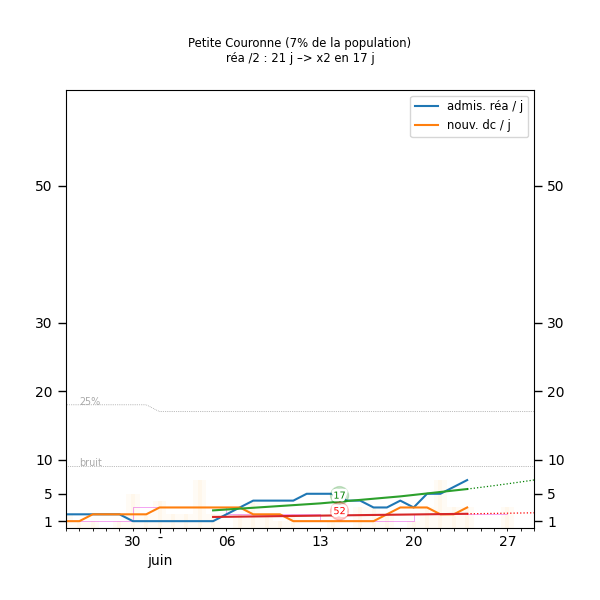 Petite Couronne (7% de la population)
réa /2 : 21 j –> x2 en 17 j
admis. réa / j
nouv. dc / j
50 50
30 30
20 20
25%
10 10
bruit
5 5
17
52
1 1
30 - 06 13 20 27
juin